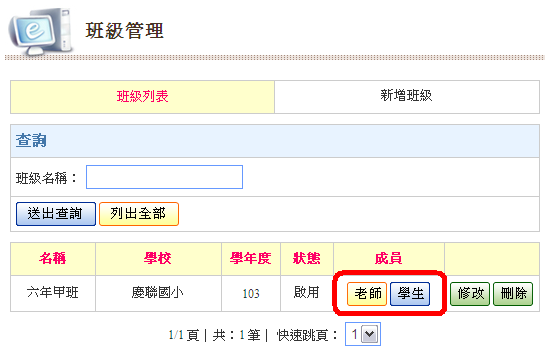 班級管理
班級列表 新增班級
查詢
班級名稱：
送出查詢 列出全部
名稱 學校 學年度 狀態 成員
六年甲班 慶聯國小 103 啟用 老師 學生 修改 刪除
1/1 頁 | 共：1 筆 | 快速跳頁： 1